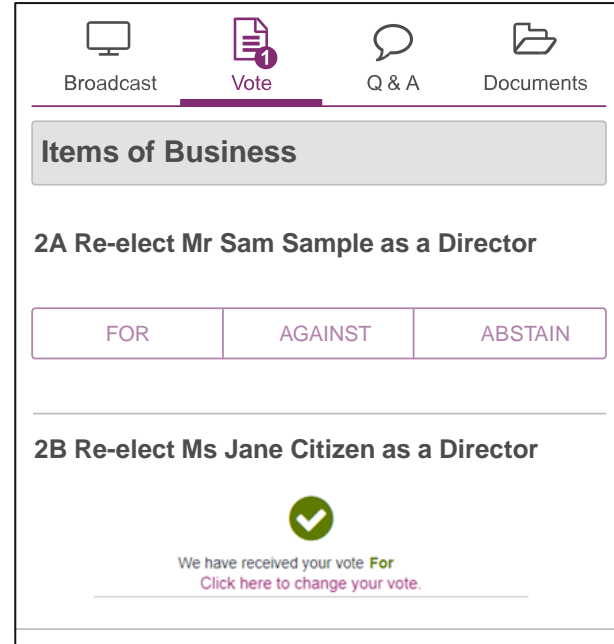 1
Broadcast Vote Q & A Documents
Items of Business
2A Re-elect Mr Sam Sample as a Director
FOR AGAINST ABSTAIN
2B Re-elect Ms Jane Citizen as a Director
We have received your vote For
Click here to change your vote.